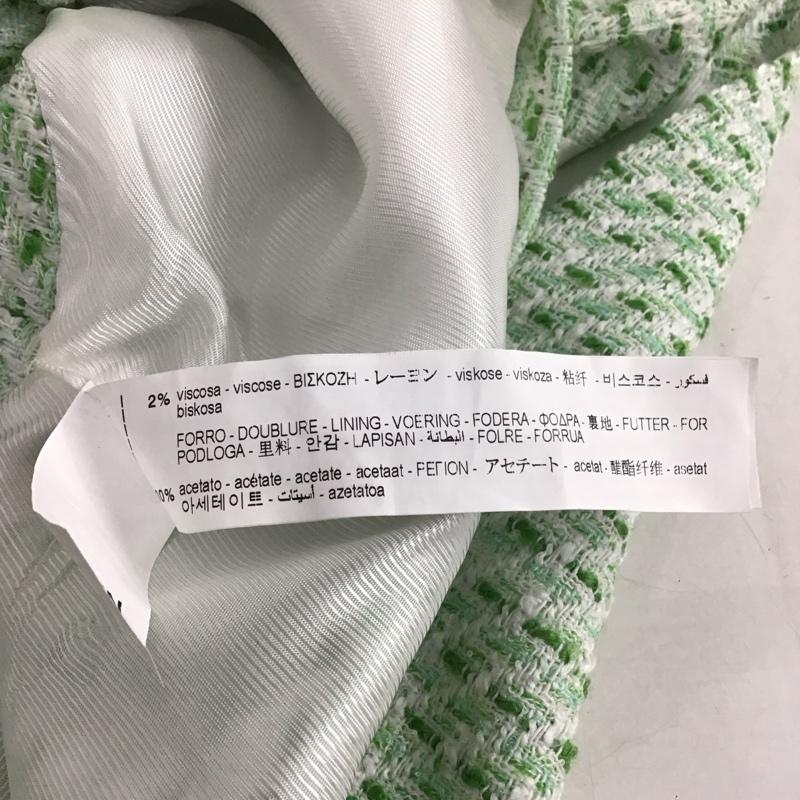 2% viscosa - viscose - ΒΙΣΚΟΖΗ - レーヨン - viskose - viskoza - 粘纤 - 비스코스 - فسكوز
biskosa
FORRO - DOUBLURE - LINING - VOERING - FODERA - ΦΟΔΡΑ - 裏地 - FUTTER - FOR
PODLOGA - 里料 - 안감 - LAPISAN - البطانة - FOLRE - FORRUA
acetato - acétate - acetate - acetaat - ΡΕΓΙΟΝ - アセテート - acetat - 醋酯纤维 - asetat
아세테이트 - أسيتات - azetatoa